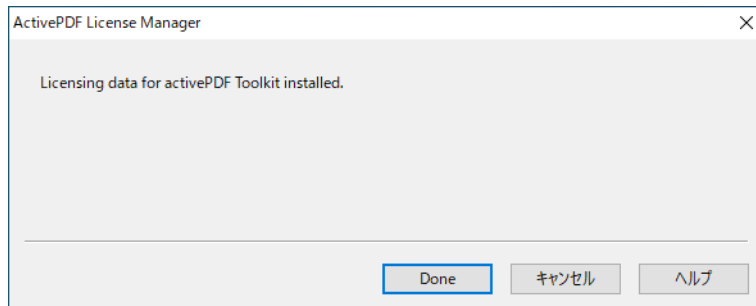 ActivePDF License Manager
Licensing data for activePDF Toolkit installed.
Done キャンセル ヘルプ